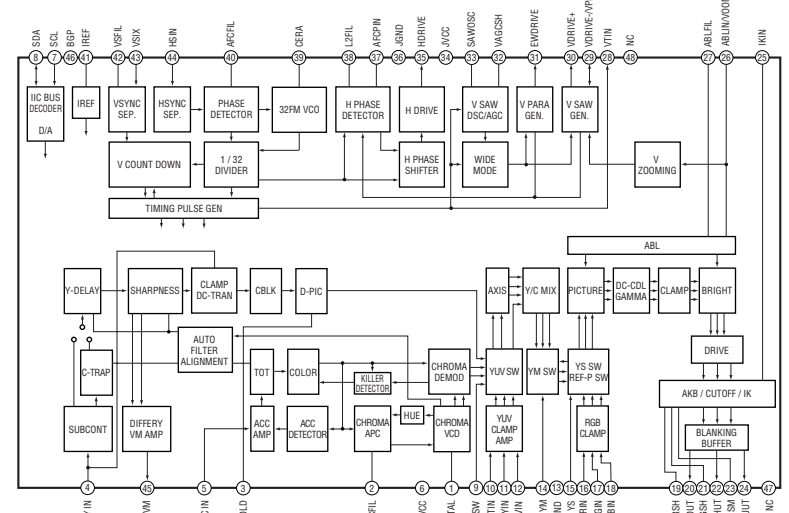 SDA
SCL
BGP
IREF
VSFIL
VSIX
HSIN
AFCFIL
CERA
L2FIL
AFCPIN
JGND
HDRIVE
JVCC
SAWOSC
VAGCSH
EWDRIVE
VDRIVE+
VDRIVE-/VP
VTIN
NC
ABLFIL
ABLIN/VCO
IKIN
8
7
46
41
42
43
44
40
39
38
37
36
35
34
33
32
31
30
29
28
48
27
26
25
IIC BUS
DECODER
D/A
IREF
VSYNC
SEP.
HSYNC
SEP.
PHASE
DETECTOR
32FM VCO
H PHASE
DETECTOR
H DRIVE
V SAW
DSC/AGC
V PARA
GEN.
V SAW
GEN.
V COUNT DOWN
1 / 32
DIVIDER
H PHASE
SHIFTER
WIDE
MODE
V
ZOOMING
TIMING PULSE GEN
ABL
Y-DELAY
SHARPNESS
CLAMP
DC-TRAN
CBLK
D-PIC
AXIS
Y/C MIX
PICTURE
DC-CDL
GAMMA
CLAMP
BRIGHT
AUTO
FILTER
ALIGNMENT
C-TRAP
TOT
COLOR
KILLER
DETECTOR
CHROMA
DEMOD
YUV SW
YM SW
YS SW
REF-P SW
DRIVE
AKB / CUTOFF / IK
SUBCONT
DIFFERY
VM AMP
ACC
AMP
ACC
DETECTOR
CHROMA
APC
HUE
CHROMA
VCD
YUV
CLAMP
AMP
RGB
CLAMP
BLANKING
BUFFER
4
45
5
3
2
6
1
9
10
11
12
14
13
15
16
17
18
19
20
21
22
23
24
47
VM
NC